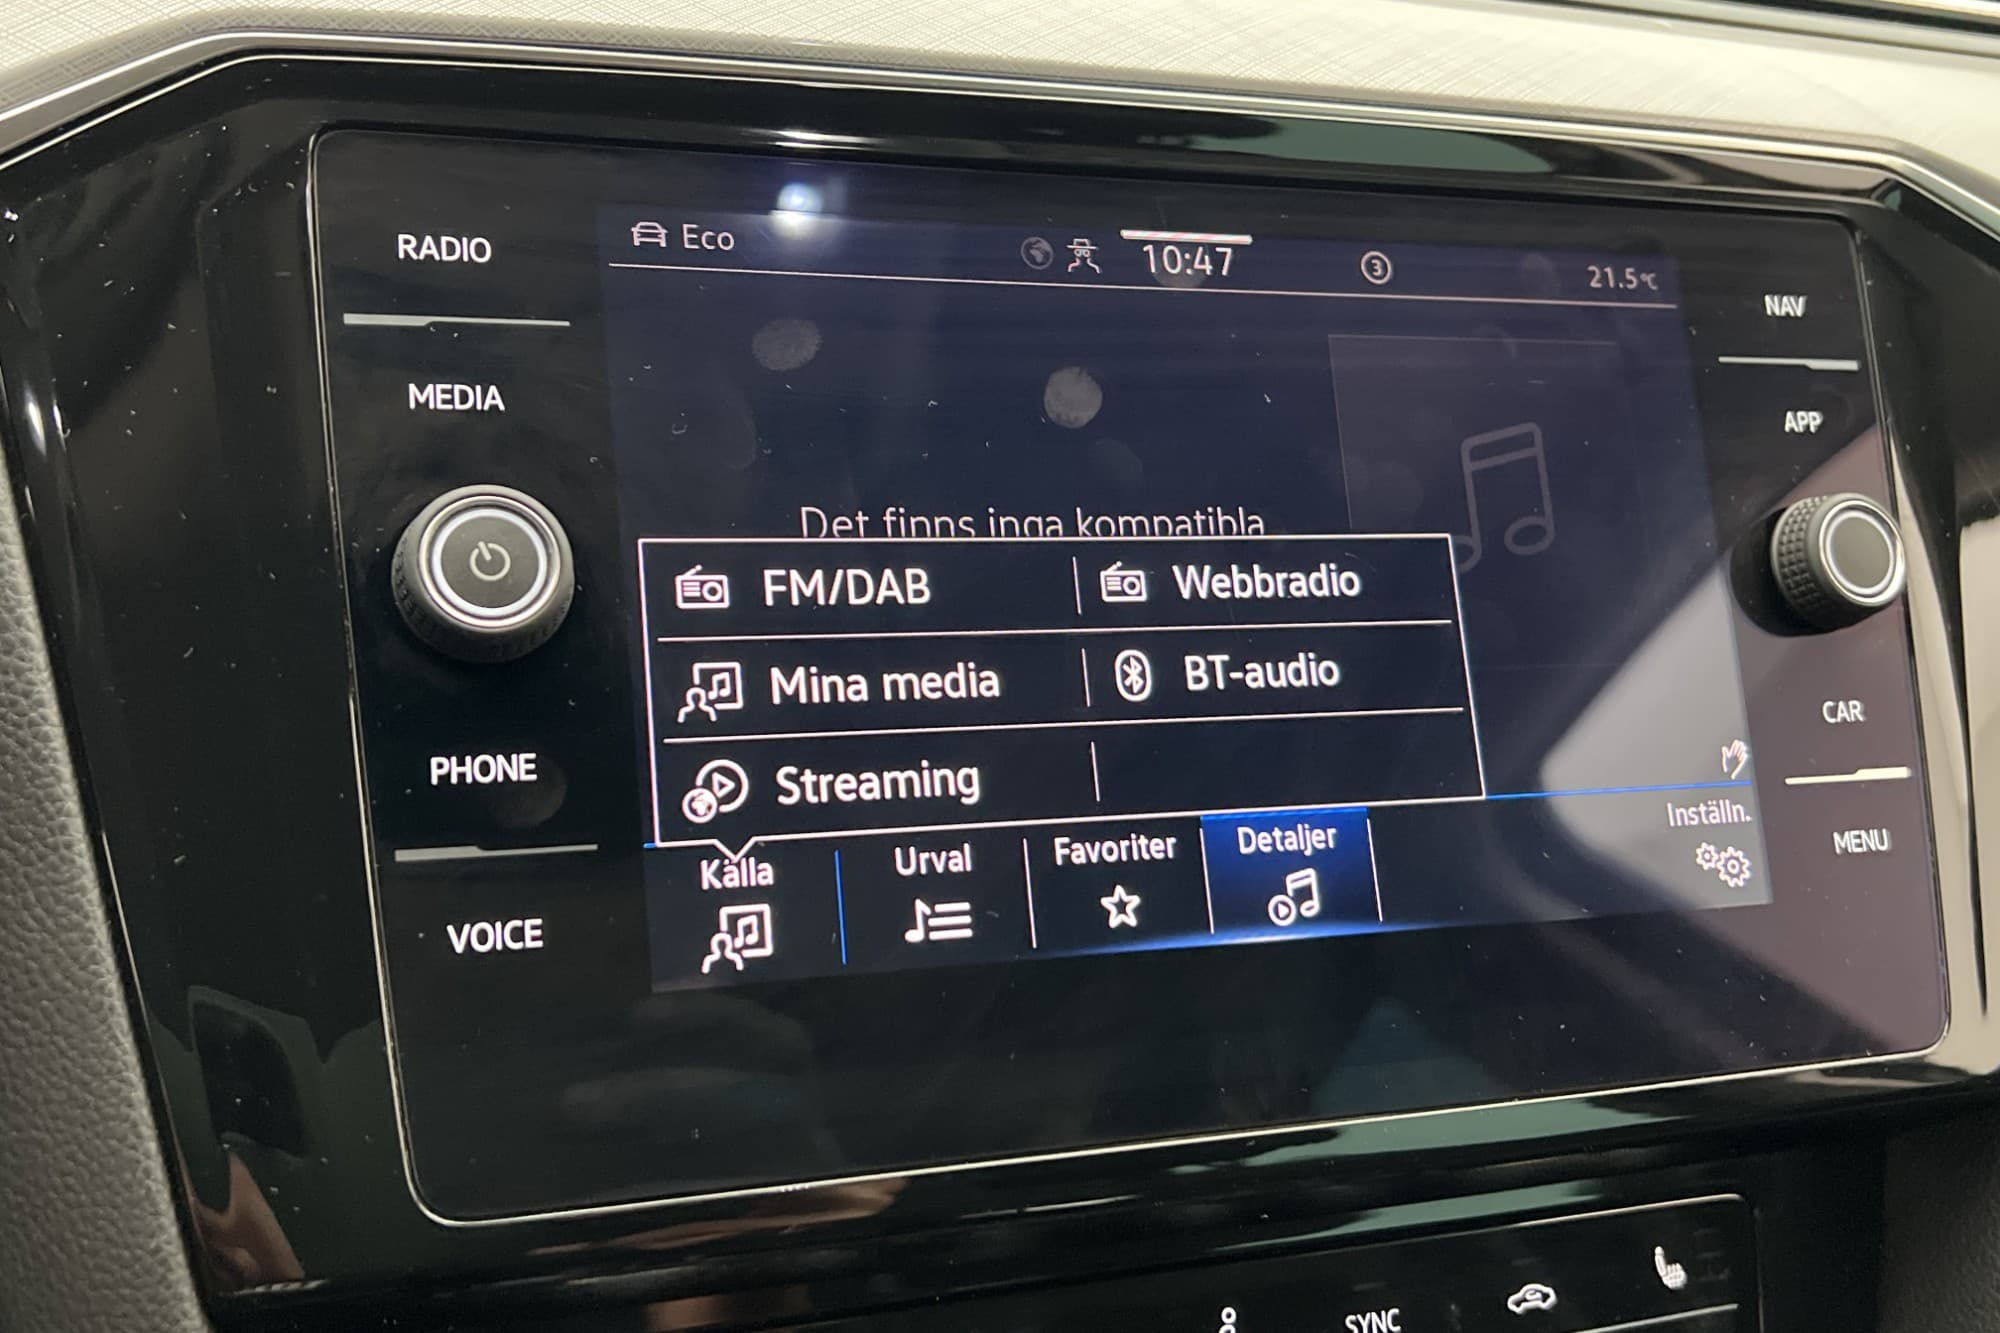 RADIO
MEDIA
PHONE
VOICE
Eco
10:47
3
21.5°C
Det finns inga kompatibla
FM/DAB
Webbradio
Mina media
BT-audio
Streaming
Källa
Urval
Favoriter
Detaljer
Inställn.
NAV
APP
CAR
MENU
SYNC